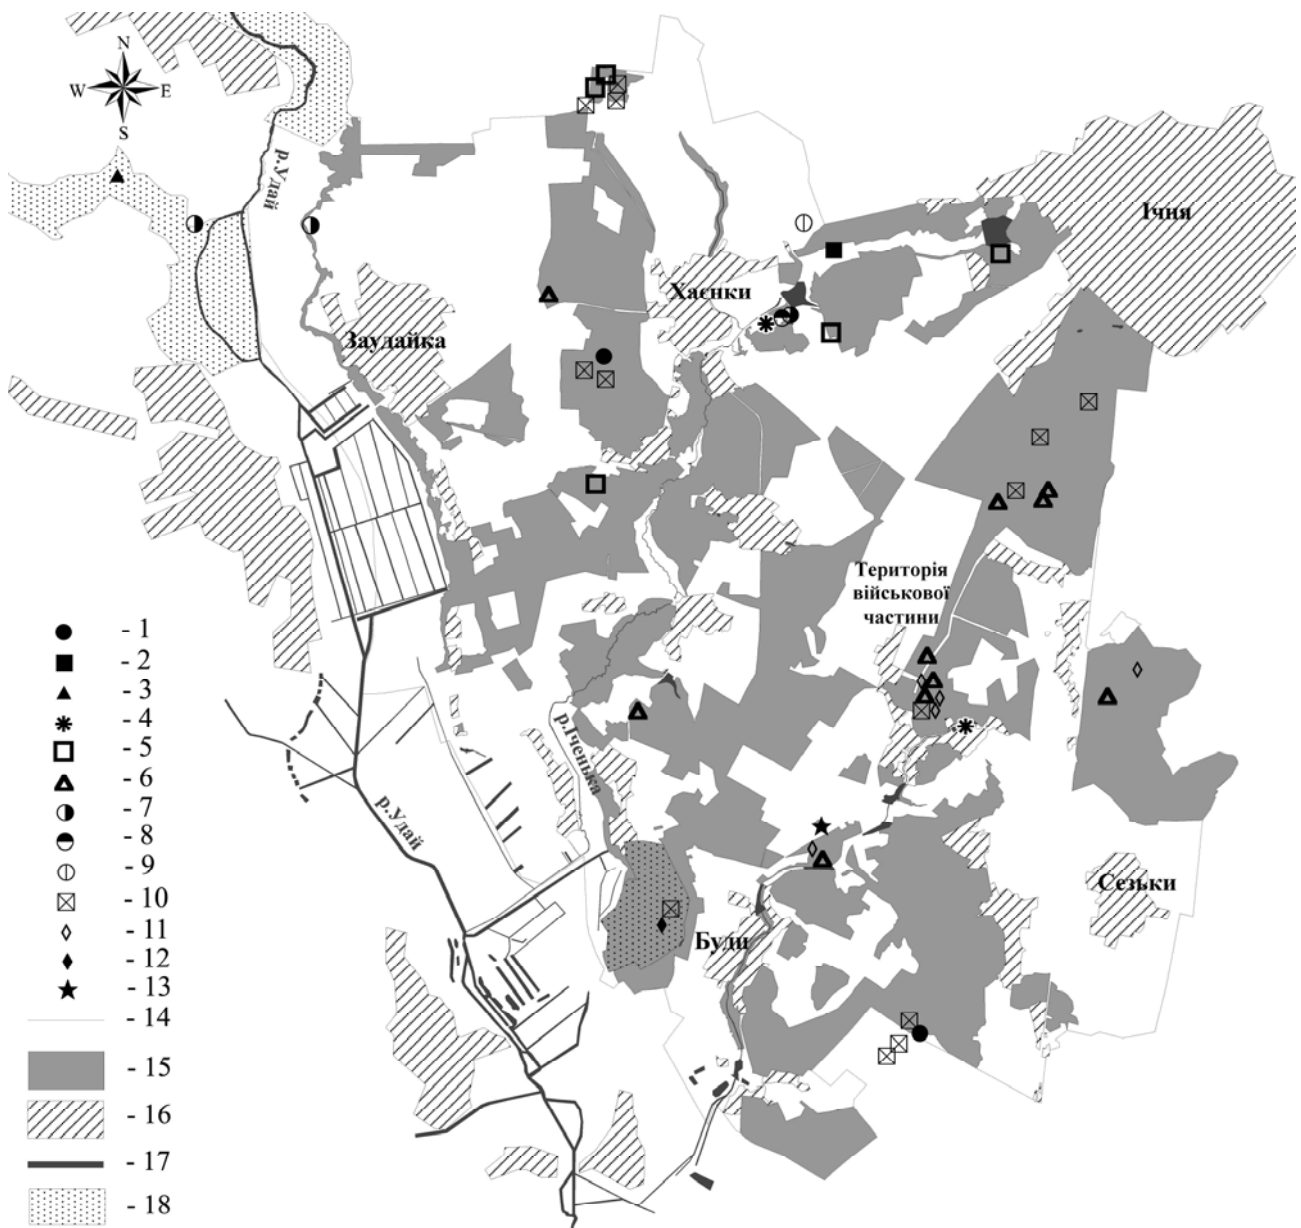 N
W E
S
р.Удай
Ічня
Хаєнки
Заудайка
Територія
військової
частини
- 1
- 2
- 3
- 4
- 5
- 6
- 7
- 8
- 9
- 10
- 11
- 12
- 13
- 14
- 15
- 16
- 17
- 18
р.Іченька
р.Удай
Сезьки
Буди